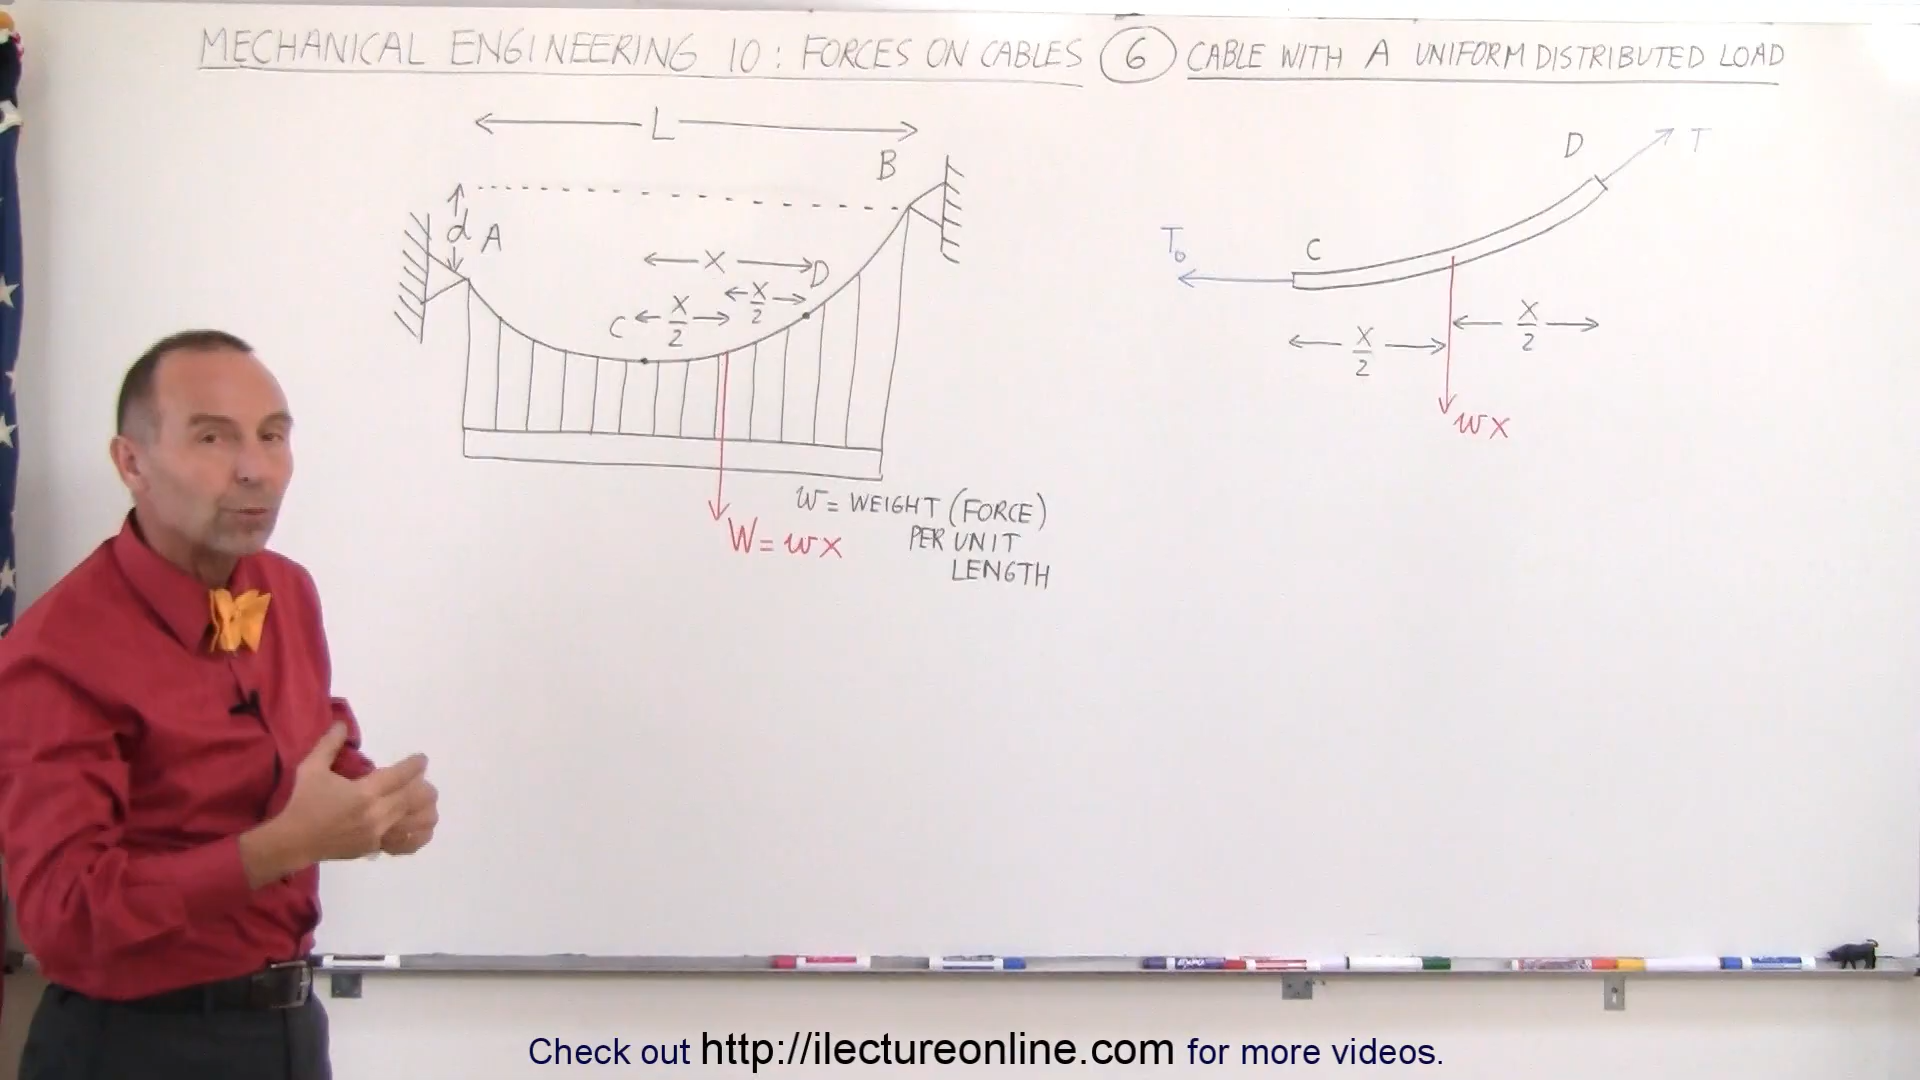 MECHANICAL ENGINEERING 10: FORCES ON CABLES 6 CABLE WITH A UNIFORM DISTRIBUTED LOAD
L
B
d A
x
D
C x/2 x/2
w = WEIGHT (FORCE)
PER UNIT
LENGTH
W = wx
D T
T₀ C
x/2 x/2
wx
EXPO
Check out http://ilectureonline.com for more videos.